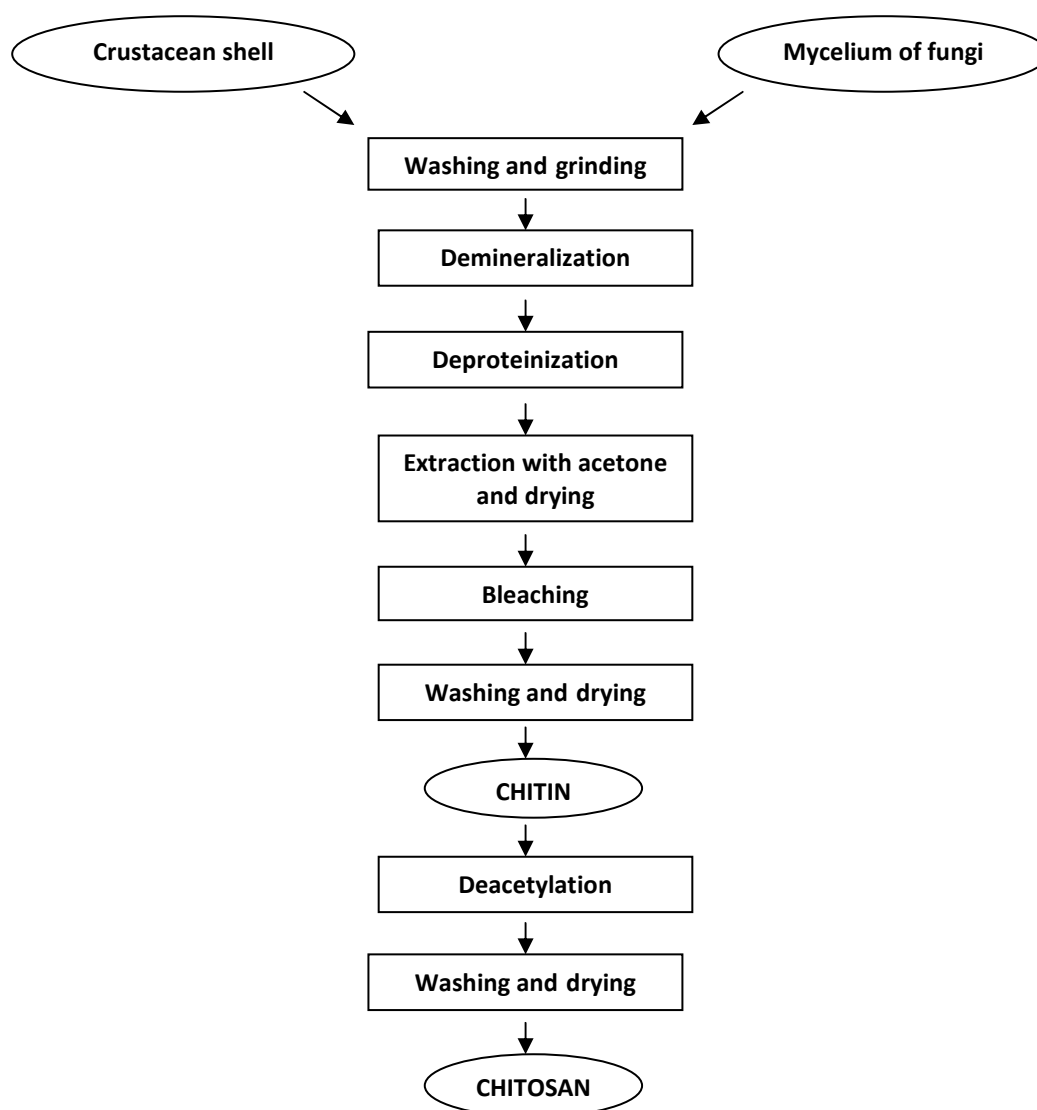 Crustacean shell
Mycelium of fungi
Washing and grinding
Demineralization
Deproteinization
Extraction with acetone
and drying
Bleaching
Washing and drying
CHITIN
Deacetylation
Washing and drying
CHITOSAN